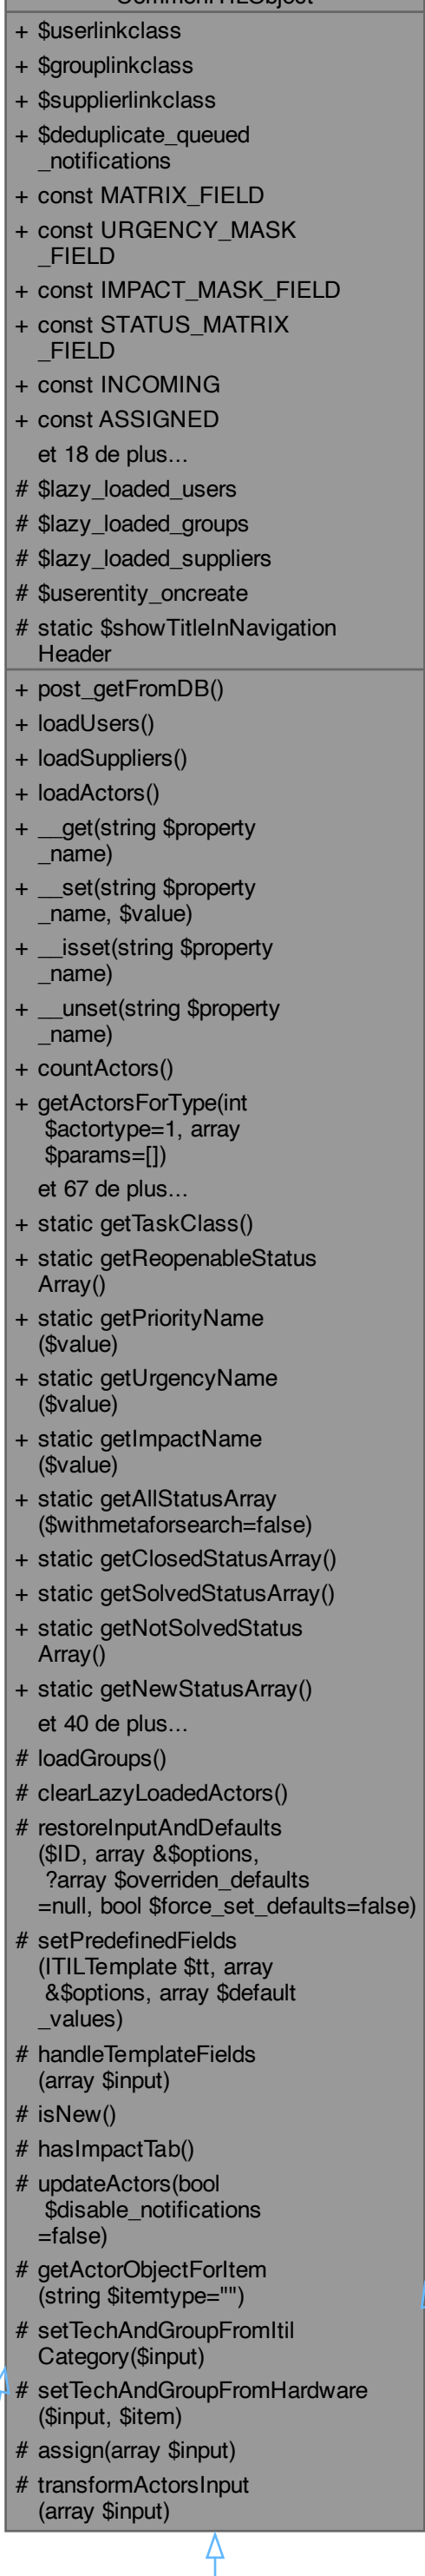 CommonITILObject
+ $userlinkclass
+ $grouplinkclass
+ $supplierlinkclass
+ $deduplicate_queued
_notifications
+ const MATRIX_FIELD
+ const URGENCY_MASK
_FIELD
+ const IMPACT_MASK_FIELD
+ const STATUS_MATRIX
_FIELD
+ const INCOMING
+ const ASSIGNED
et 18 de plus...
# $lazy_loaded_users
# $lazy_loaded_groups
# $lazy_loaded_suppliers
# $userentity_oncreate
# static $showTitleInNavigation
Header
+ post_getFromDB()
+ loadUsers()
+ loadSuppliers()
+ loadActors()
+ __get(string $property
_name)
+ __set(string $property
_name, $value)
+ __isset(string $property
_name)
+ __unset(string $property
_name)
+ countActors()
+ getActorsForType(int
$actortype=1, array
$params=[])
et 67 de plus...
+ static getTaskClass()
+ static getReopenableStatus
Array()
+ static getPriorityName
($value)
+ static getUrgencyName
($value)
+ static getImpactName
($value)
+ static getAllStatusArray
($withmetaforsearch=false)
+ static getClosedStatusArray()
+ static getSolvedStatusArray()
+ static getNotSolvedStatus
Array()
+ static getNewStatusArray()
et 40 de plus...
# loadGroups()
# clearLazyLoadedActors()
# restoreInputAndDefaults
($ID, array &$options,
?array $overriden_defaults
=null, bool $force_set_defaults=false)
# setPredefinedFields
(ITILTemplate $tt, array
&$options, array $default
_values)
# handleTemplateFields
(array $input)
# isNew()
# hasImpactTab()
# updateActors(bool
$disable_notifications
=false)
# getActorObjectForItem
(string $itemtype="")
# setTechAndGroupFromItil
Category($input)
# setTechAndGroupFromHardware
($input, $item)
# assign(array $input)
# transformActorsInput
(array $input)